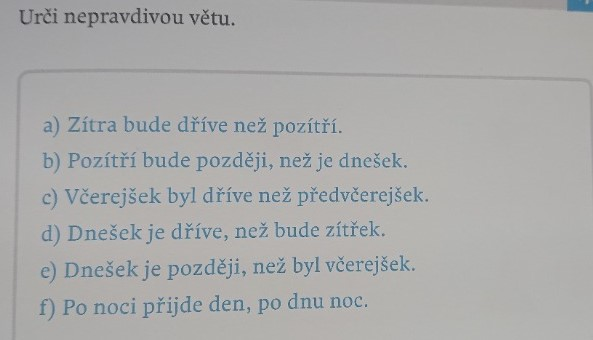 Urči nepravdivou větu.
a) Zítra bude dříve než pozítří.
b) Pozítří bude později, než je dnešek.
c) Včerejšek byl dříve než předvčerejšek.
d) Dnešek je dříve, než bude zítřek.
e) Dnešek je později, než byl včerejšek.
f) Po noci přijde den, po dnu noc.